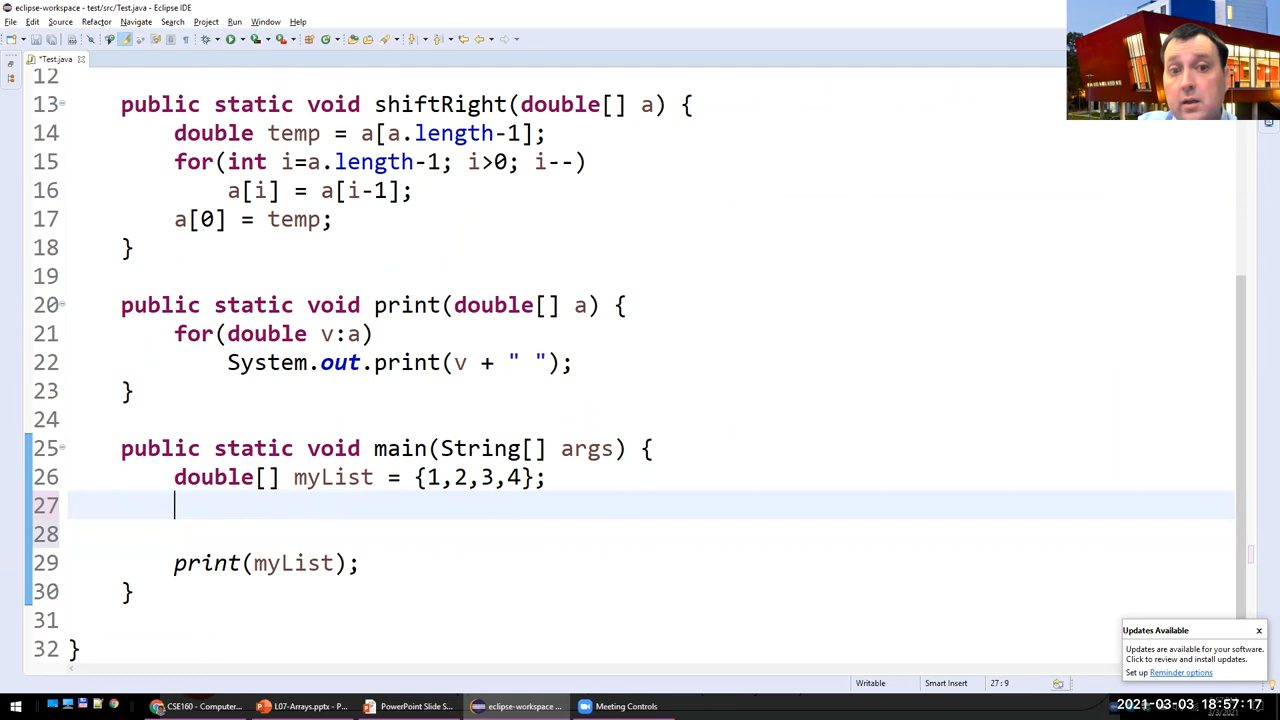 eclipse-workspace - test/src/Test.java - Eclipse IDE
File Edit Source Refactor Navigate Search Project Run Window Help
*Test.java
12
13 public static void shiftRight(double[] a) {
14 double temp = a[a.length-1];
15 for(int i=a.length-1; i>0; i--)
16 a[i] = a[i-1];
17 a[0] = temp;
18 }
19
20 public static void print(double[] a) {
21 for(double v:a)
22 System.out.print(v + " ");
23 }
24
25 public static void main(String[] args) {
26 double[] myList = {1,2,3,4};
27
28
29 print(myList);
30 }
31
32 }
Updates Available
Updates are available for your software.
Click to review and install updates.
Set up Reminder options
Writable Smart Insert 27:9
CSE160 - Computer... L07-Arrays.pptx - P... PowerPoint Slide S... eclipse-workspace ... Meeting Controls
2021-03-03 18:57:17